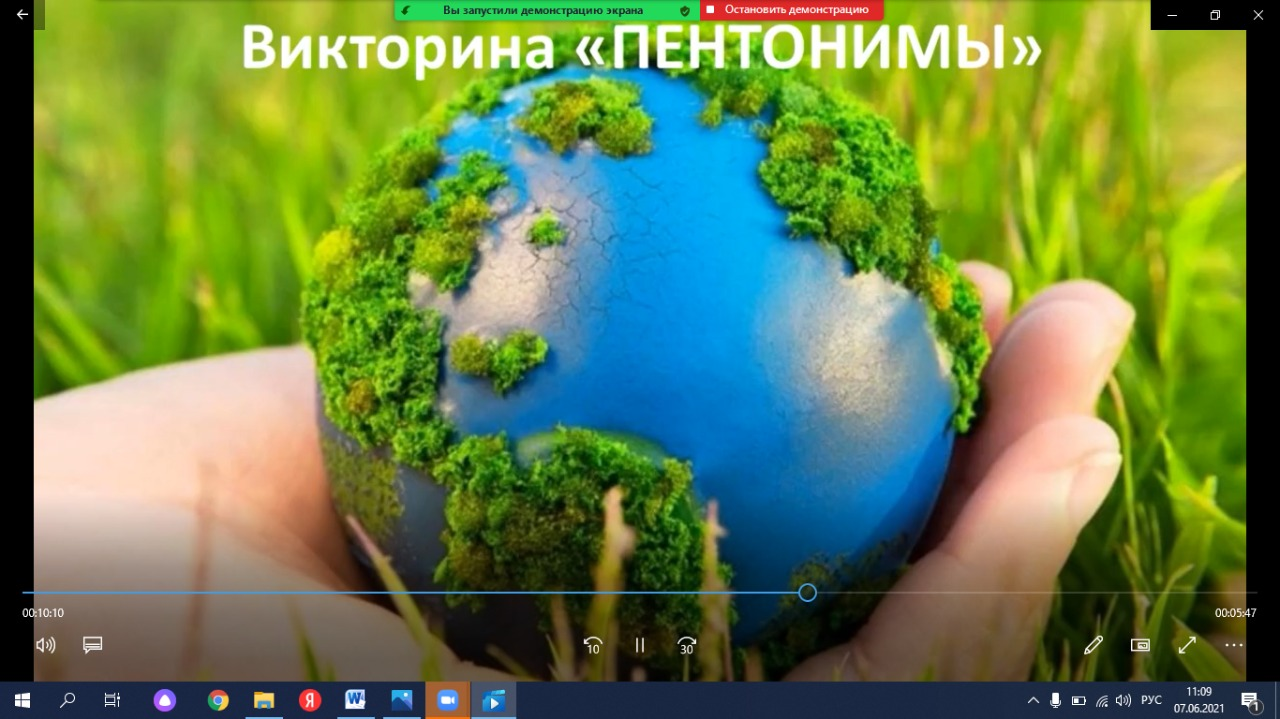 Вы запустили демонстрацию экрана
Остановить демонстрацию
Викторина «ПЕНТОНИМЫ»
00:10:10
00:05:47
10
30
W
Я
РУС
11:09
07.06.2021
1